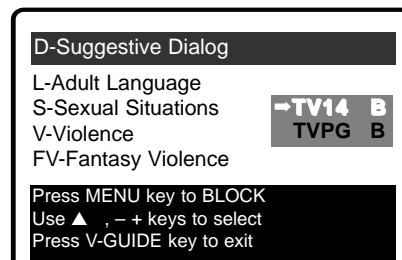 D-Suggestive Dialog
L-Adult Language
S-Sexual Situations
V-Violence
FV-Fantasy Violence
➡TV14 B
TVPG B
Press MENU key to BLOCK
Use ▲ , – + keys to select
Press V-GUIDE key to exit